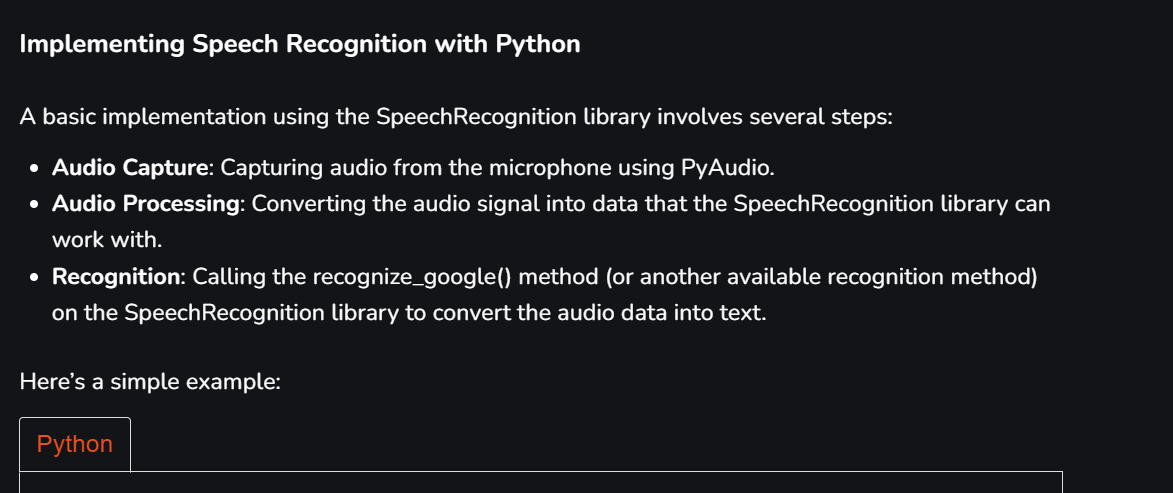 Implementing Speech Recognition with Python
A basic implementation using the SpeechRecognition library involves several steps:
• Audio Capture: Capturing audio from the microphone using PyAudio.
• Audio Processing: Converting the audio signal into data that the SpeechRecognition library can
work with.
• Recognition: Calling the recognize_google() method (or another available recognition method)
on the SpeechRecognition library to convert the audio data into text.
Here’s a simple example:
Python